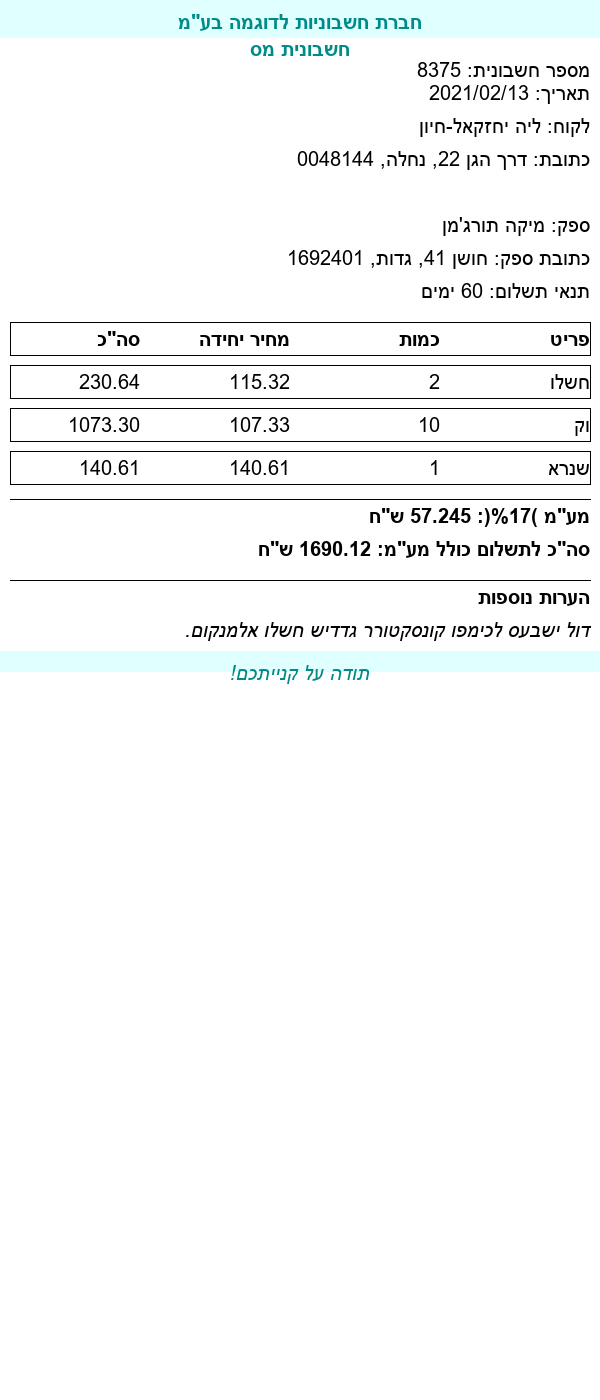 חברת חשבוניות לדוגמה בע"מ
חשבונית מס
מספר חשבונית: 8375
תאריך: 2021/02/13
לקוח: ליה יחזקאל-חיון
כתובת: דרך הגן 22, נחלה, 0048144
ספק: מיקה תורג'מן
כתובת ספק: חושן 41, גדות, 1692401
תנאי תשלום: 60 ימים
פריט כמות מחיר יחידה סה"כ
חשלו 2 115.32 230.64
וק 10 107.33 1073.30
שנרא 1 140.61 140.61
מע"מ )17%(: 57.245 ש"ח
סה"כ לתשלום כולל מע"מ: 1690.12 ש"ח
הערות נוספות
דול ישבעס לכימפו קונסקטורר גדדיש חשלו אלמנקום.
תודה על קנייתכם!